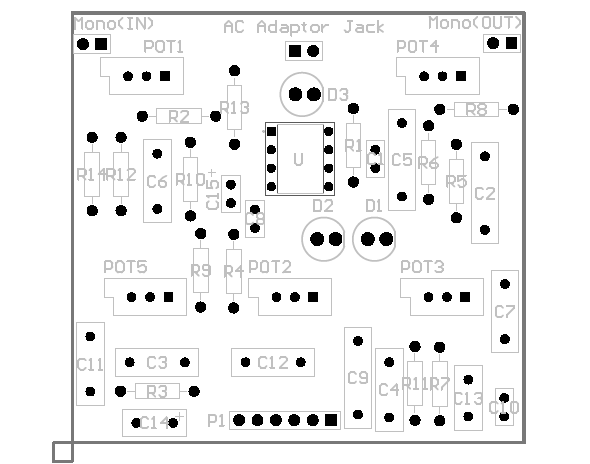 Mono(IN)
AC Adaptor Jack
Mono(OUT)
POT1
POT4
D3
R13
R2
R8
R1
C1
C5
R6
U
R14
R12
C6
R10
C15
+
R5
C2
C8
D2
D1
R9
R4
POT5
POT2
POT3
C7
C11
C3
C12
C9
C4
R11
R7
C13
C10
R3
C14
+
P1